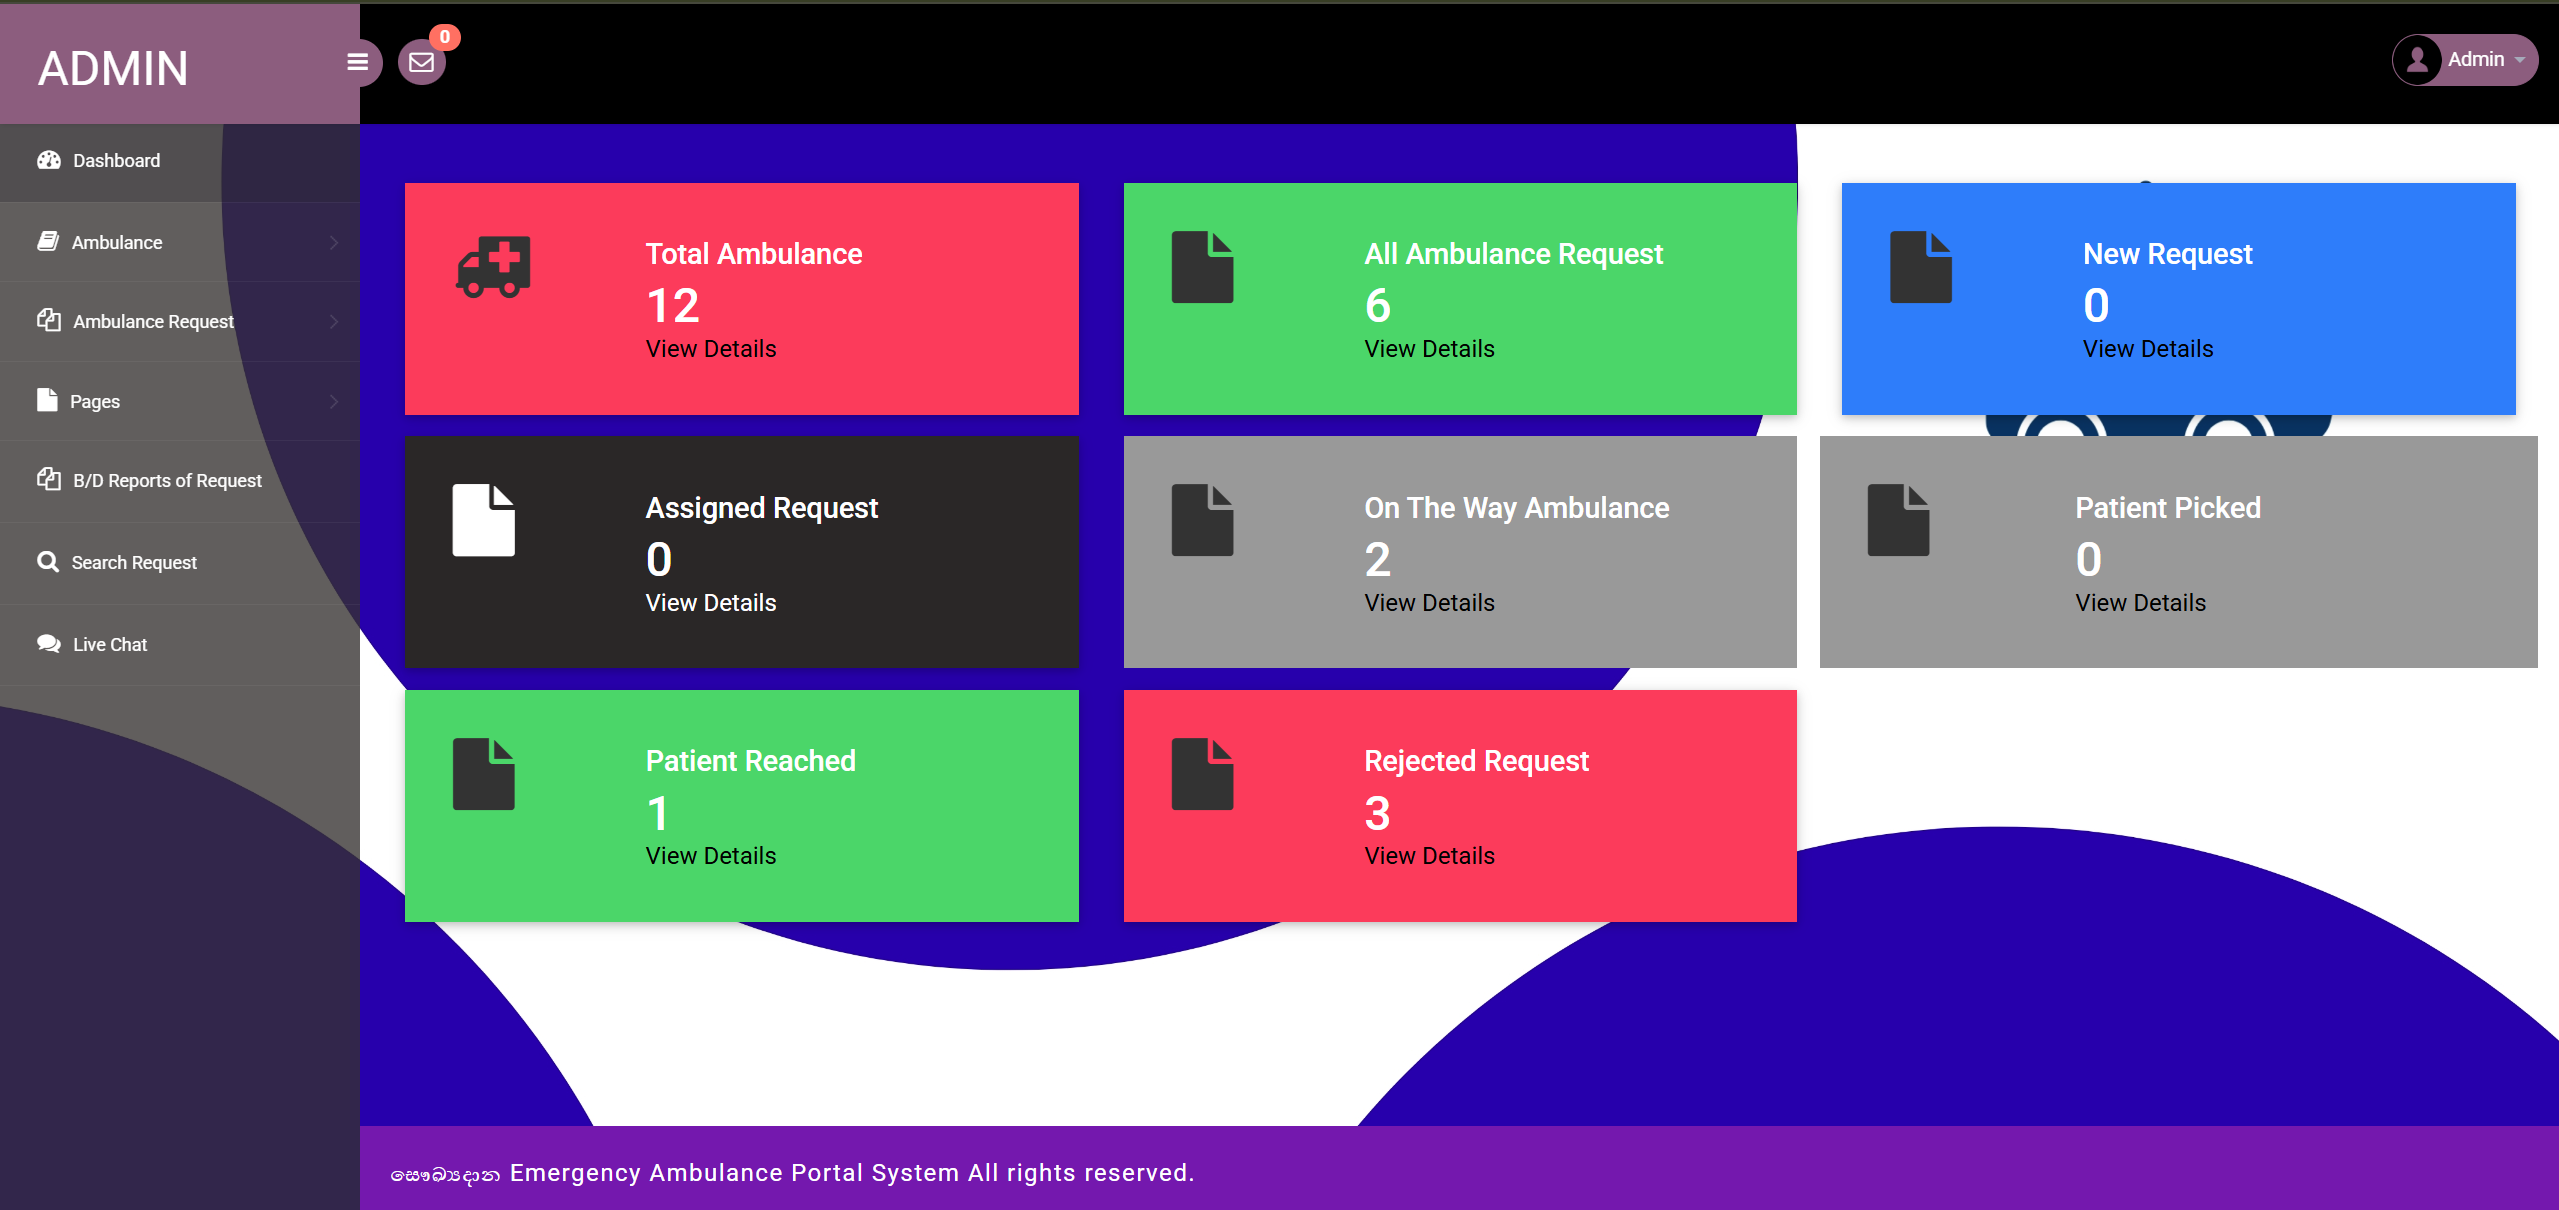 ADMIN
0
Admin
Dashboard
Ambulance
Ambulance Request
Pages
B/D Reports of Request
Search Request
Live Chat
Total Ambulance
12
View Details
All Ambulance Request
6
View Details
New Request
0
View Details
Assigned Request
0
View Details
On The Way Ambulance
2
View Details
Patient Picked
0
View Details
Patient Reached
1
View Details
Rejected Request
3
View Details
සෞඛ්‍යදාන Emergency Ambulance Portal System All rights reserved.